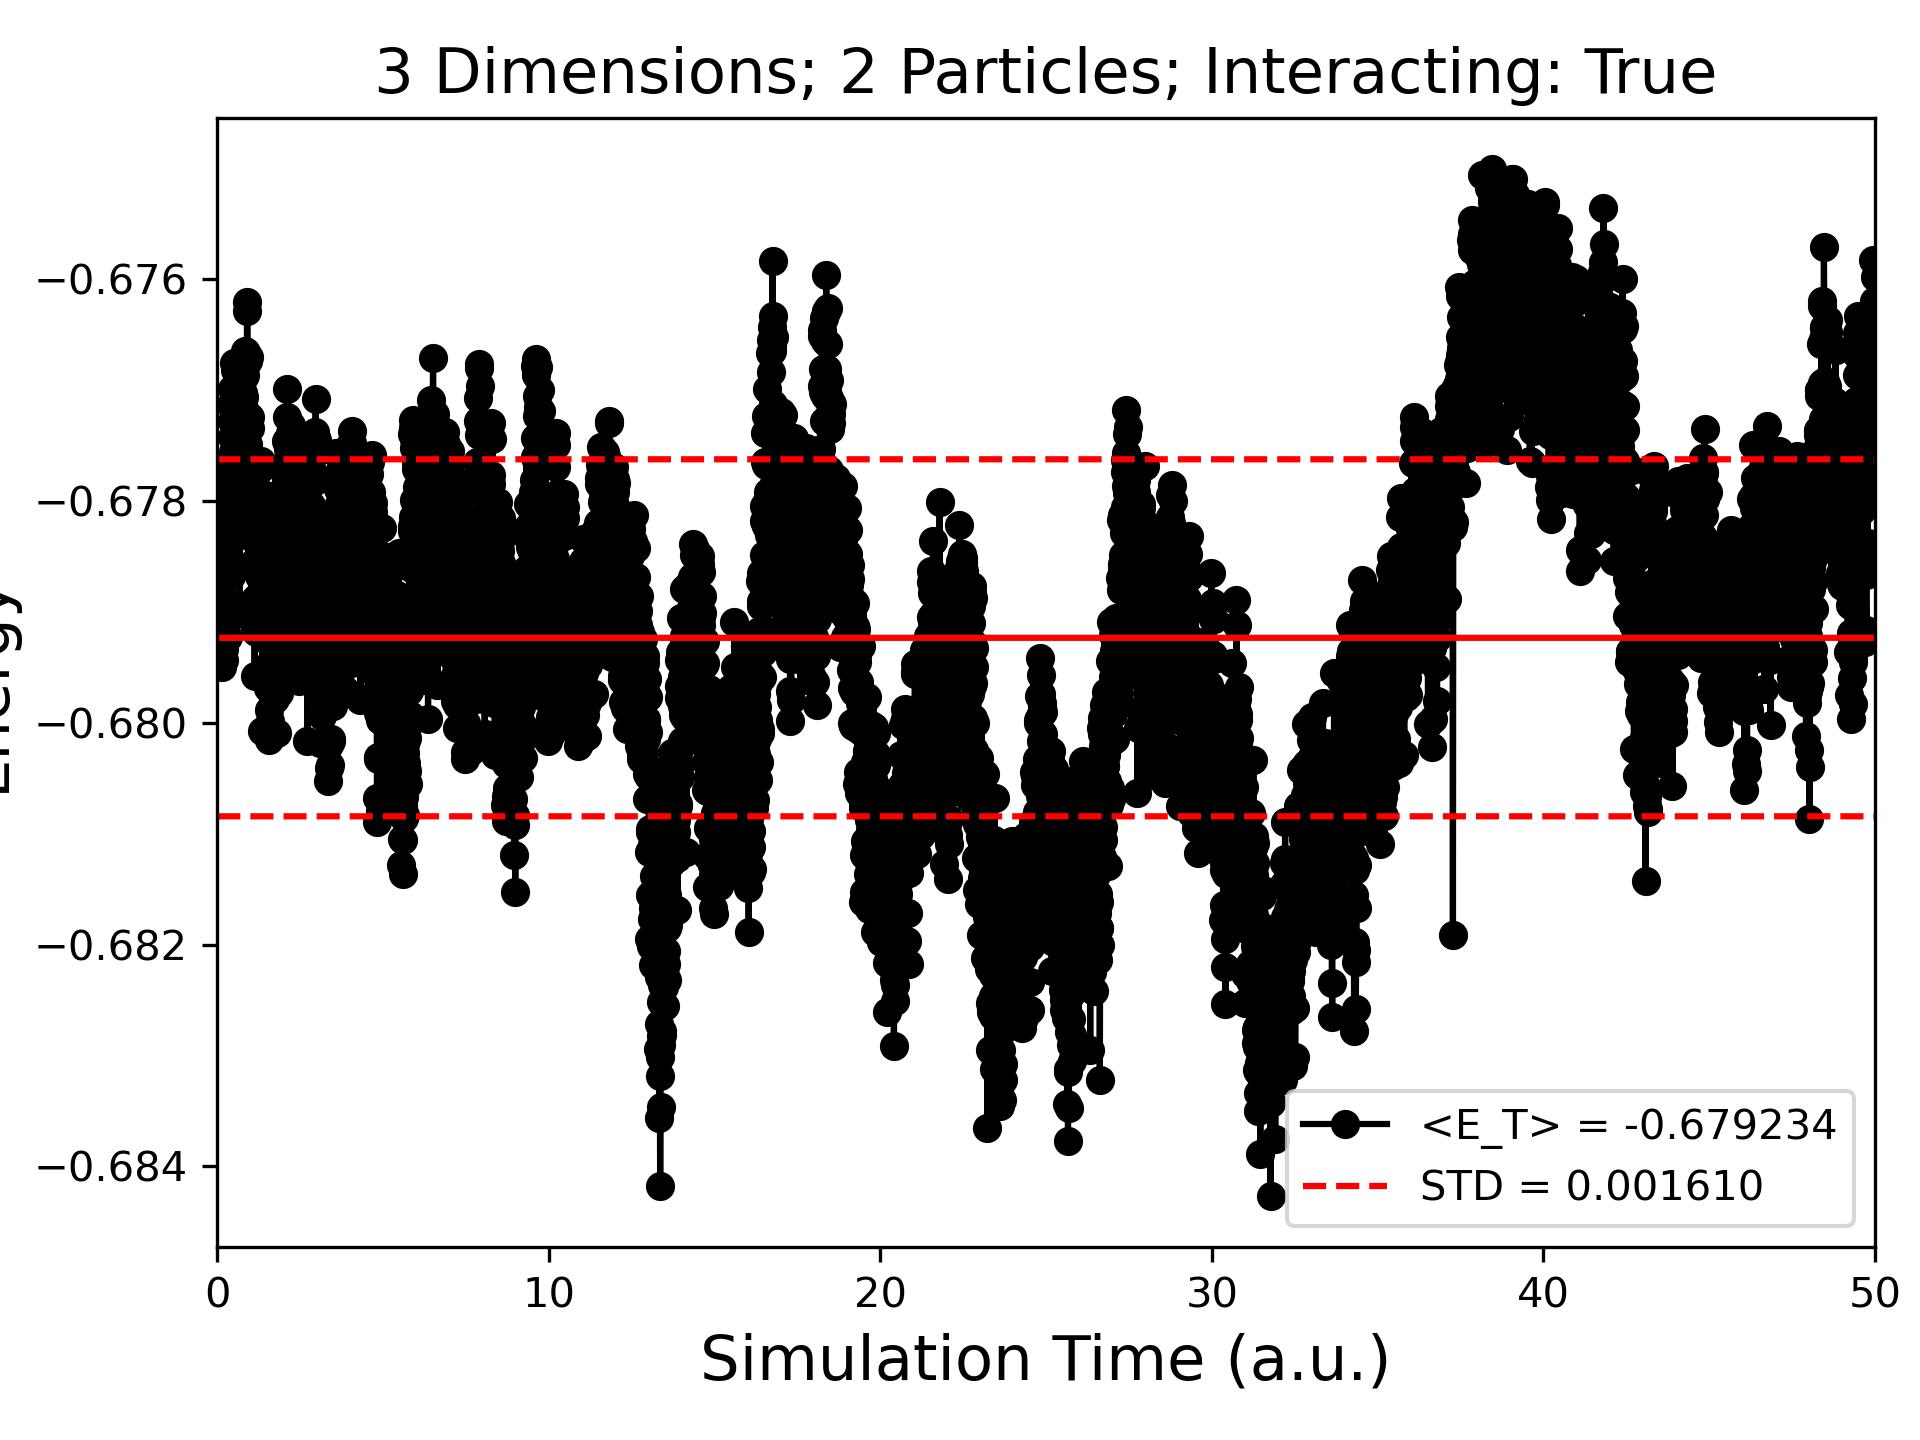 3 Dimensions; 2 Particles; Interacting: True
Energy
−0.676
−0.678
−0.680
−0.682
−0.684
<E_T> = -0.679234
STD = 0.001610
0 10 20 30 40 50
Simulation Time (a.u.)